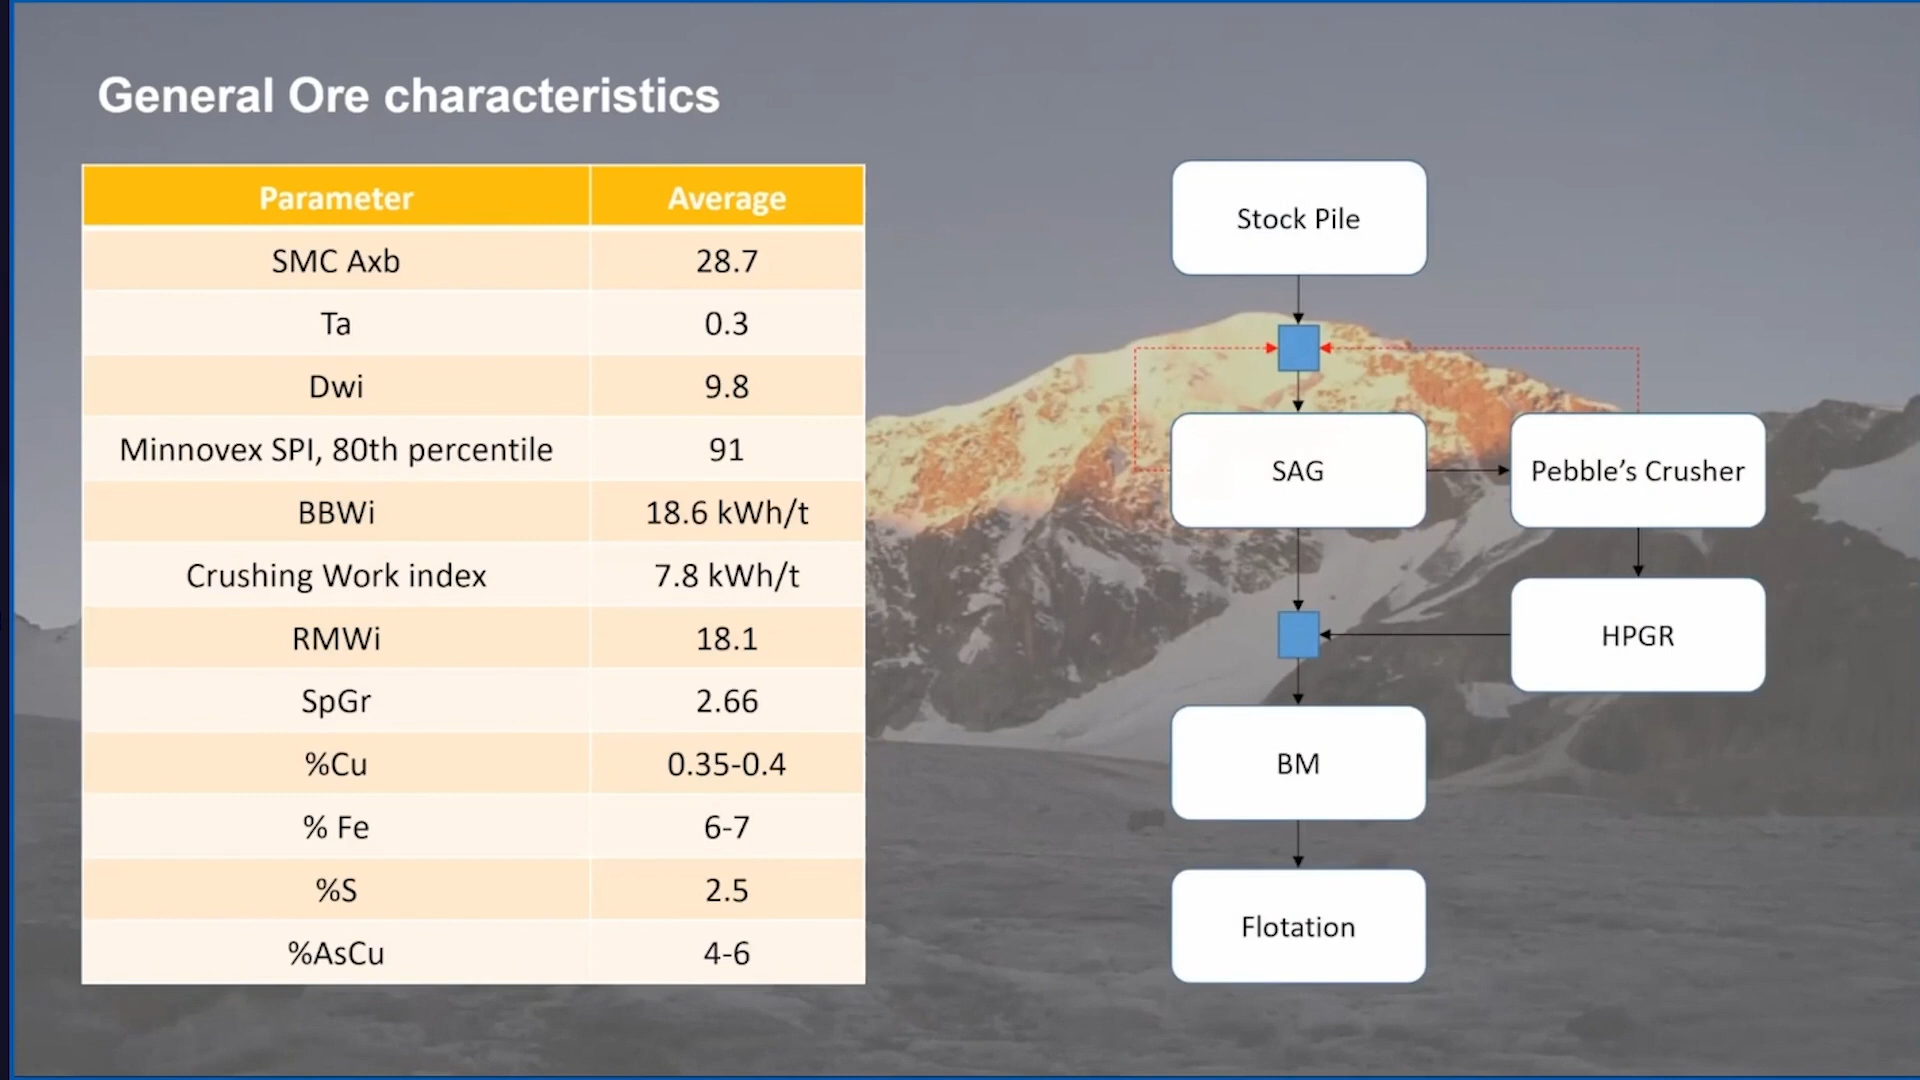 General Ore characteristics
Parameter Average
SMC Axb 28.7
Ta 0.3
Dwi 9.8
Minnovex SPI, 80th percentile 91
BBWi 18.6 kWh/t
Crushing Work index 7.8 kWh/t
RMWi 18.1
SpGr 2.66
%Cu 0.35-0.4
% Fe 6-7
%S 2.5
%AsCu 4-6
Stock Pile
SAG
Pebble’s Crusher
HPGR
BM
Flotation